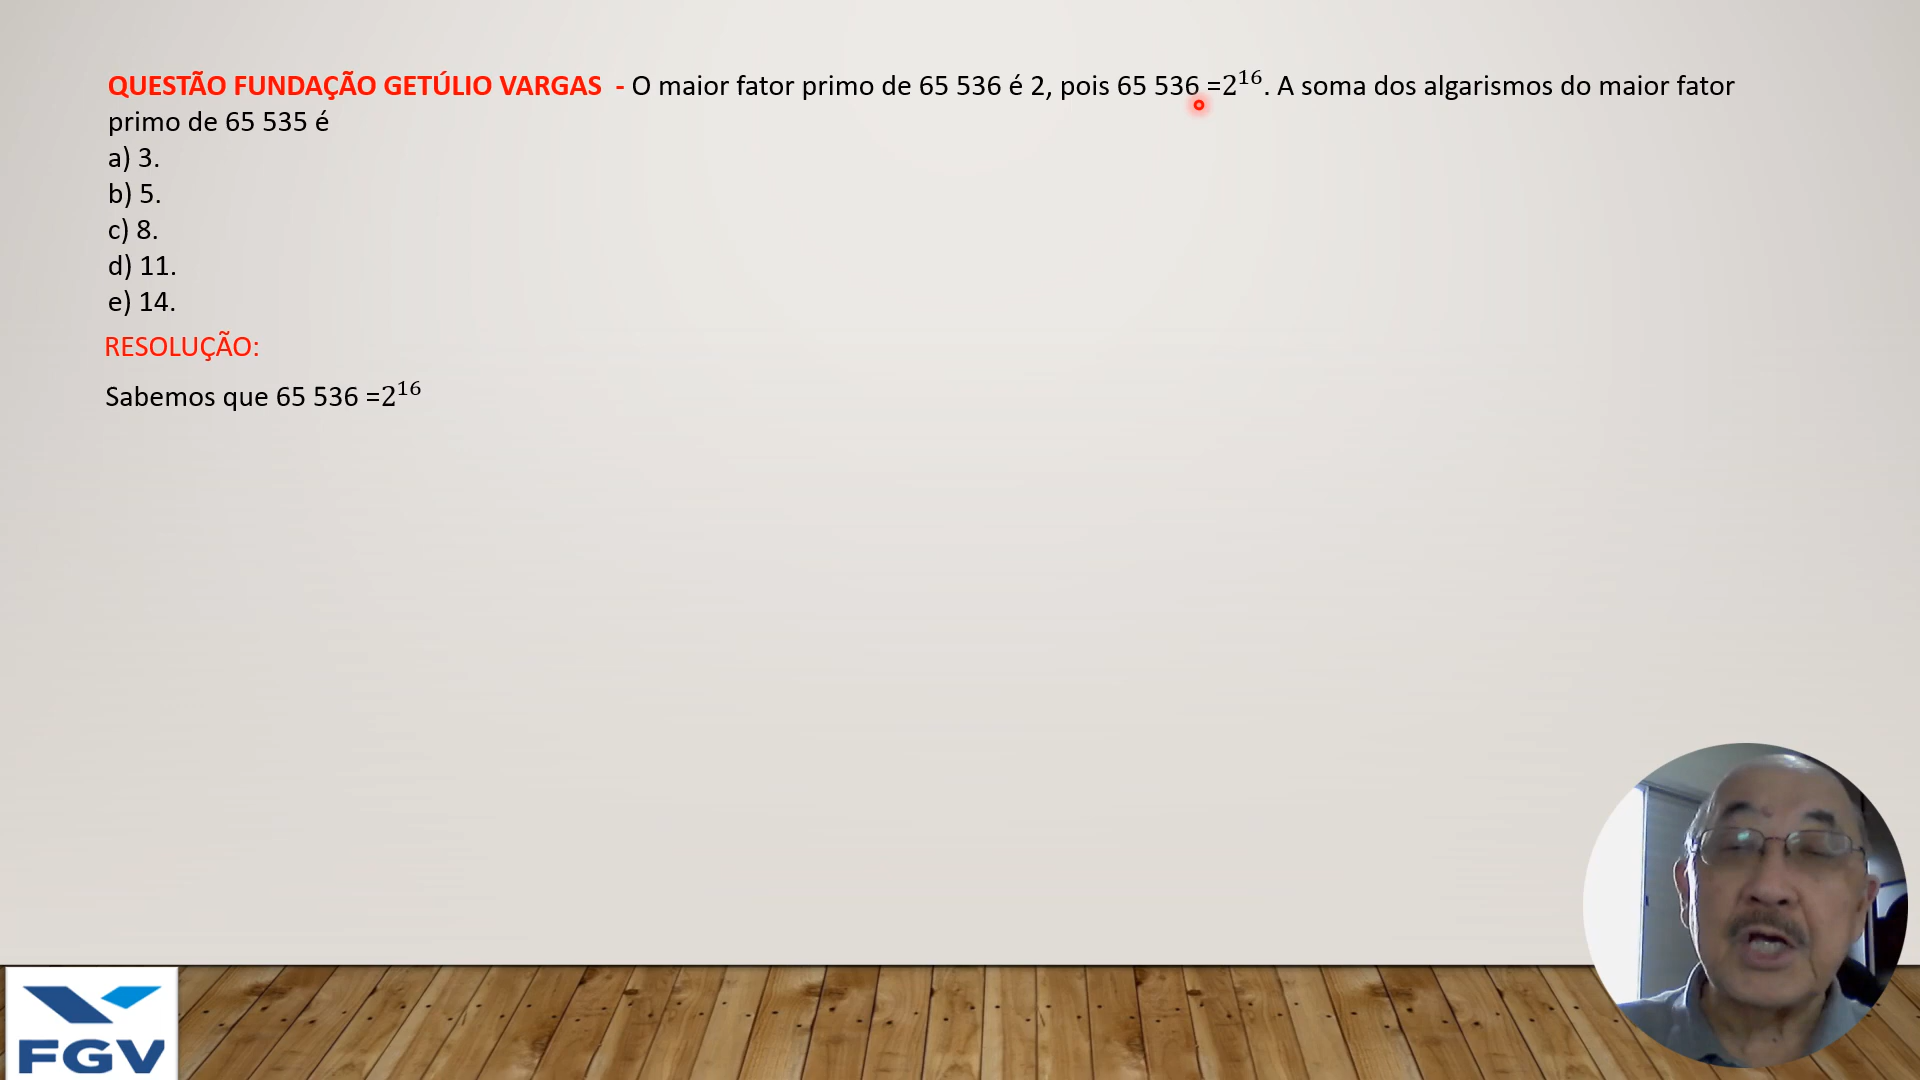 QUESTÃO FUNDAÇÃO GETÚLIO VARGAS - O maior fator primo de 65 536 é 2, pois 65 536 =2¹⁶. A soma dos algarismos do maior fator
primo de 65 535 é
a) 3.
b) 5.
c) 8.
d) 11.
e) 14.
RESOLUÇÃO:
Sabemos que 65 536 =2¹⁶
FGV